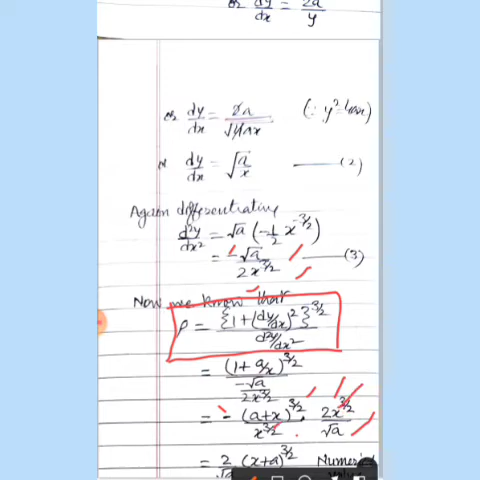 or dy/dx = 2a/y
or dy/dx = 2a/√4ax (∵ y²=4ax)
or dy/dx = √a/x ——— (2)
Again differentiating
d²y/dx² = √a (-1/2 x^-3/2)
= -√a/2x^3/2 ——— (3)
Now we know that
ρ = {1+(dy/dx)²}^3/2 / d²y/dx²
= (1+a/x)^3/2 / -√a/2x^3/2
= - (a+x)^3/2 / x^3/2 . 2x^3/2 / √a
= 2/√a (x+a)^3/2 Numerical